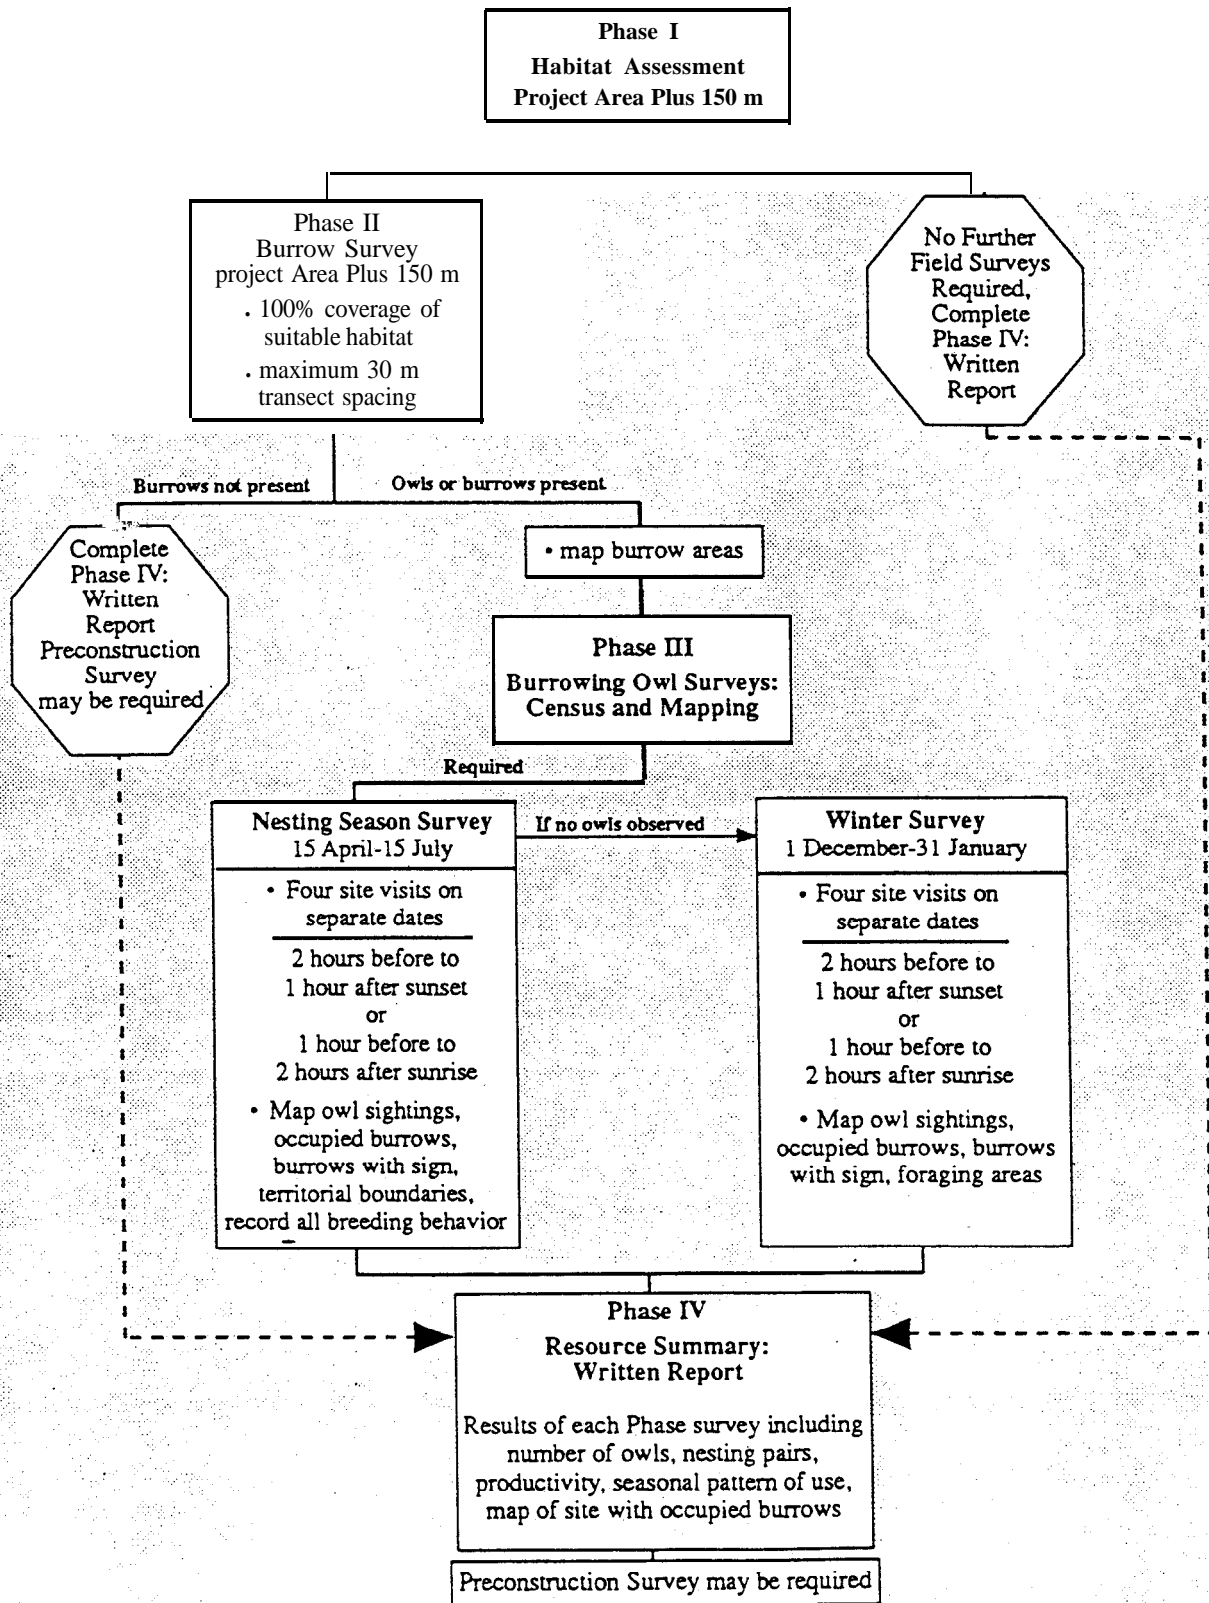 Phase I
Habitat Assessment
Project Area Plus 150 m
Phase II
Burrow Survey
project Area Plus 150 m
. 100% coverage of
suitable habitat
. maximum 30 m
transect spacing
No Further
Field Surveys
Required,
Complete
Phase IV:
Written
Report
Burrows not present
Owls or burrows present
Complete
Phase IV:
Written
Report
Preconstruction
Survey
may be required
• map burrow areas
Phase III
Burrowing Owl Surveys:
Census and Mapping
Required
Nesting Season Survey
15 April-15 July
• Four site visits on
separate dates
2 hours before to
1 hour after sunset
or
1 hour before to
2 hours after sunrise
• Map owl sightings,
occupied burrows,
burrows with sign,
territorial boundaries,
record all breeding behavior
If no owls observed
Winter Survey
1 December-31 January
• Four site visits on
separate dates
2 hours before to
1 hour after sunset
or
1 hour before to
2 hours after sunrise
• Map owl sightings,
occupied burrows, burrows
with sign, foraging areas
Phase IV
Resource Summary:
Written Report
Results of each Phase survey including
number of owls, nesting pairs,
productivity, seasonal pattern of use,
map of site with occupied burrows
Preconstruction Survey may be required